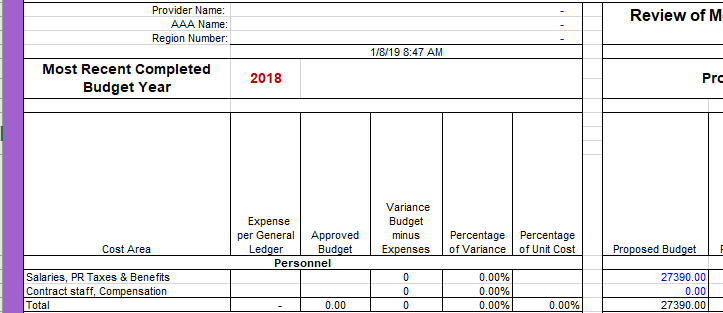 Provider Name: -
AAA Name: -
Region Number: -
Review of M
1/8/19 8:47 AM
Most Recent Completed
Budget Year
2018
Pro
Cost Area
Expense
per General
Ledger
Approved
Budget
Variance
Budget
minus
Expenses
Percentage
of Variance
Percentage
of Unit Cost
Proposed Budget
Personnel
Salaries, PR Taxes & Benefits 0 0.00% 27390.00
Contract staff, Compensation 0 0.00% 0.00
Total - 0.00 0 0.00% 0.00% 27390.00